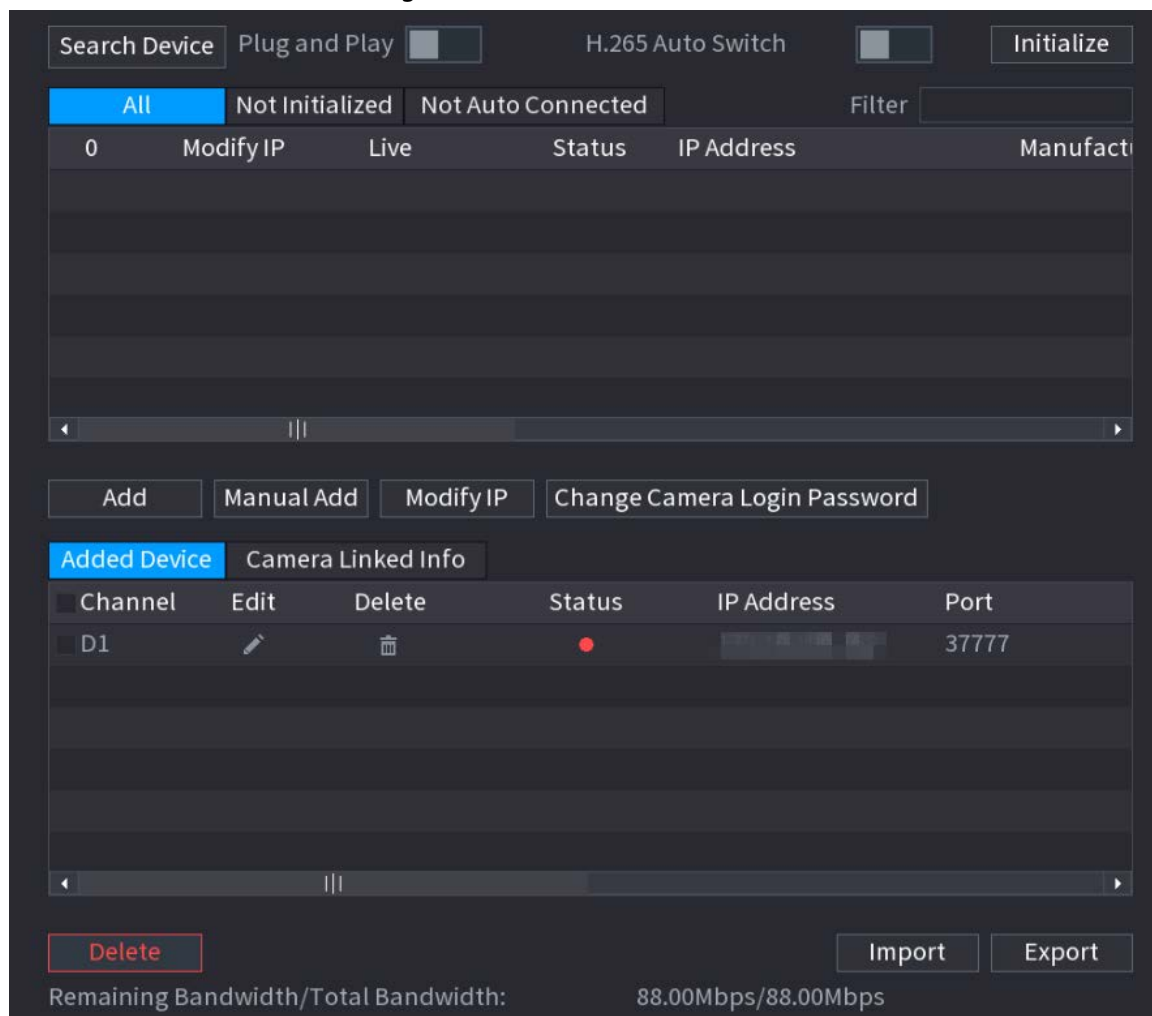 Search Device Plug and Play H.265 Auto Switch Initialize
All Not Initialized Not Auto Connected Filter
0 Modify IP Live Status IP Address Manufactu
Add Manual Add Modify IP Change Camera Login Password
Added Device Camera Linked Info
Channel Edit Delete Status IP Address Port
D1 37777
Delete Import Export
Remaining Bandwidth/Total Bandwidth: 88.00Mbps/88.00Mbps